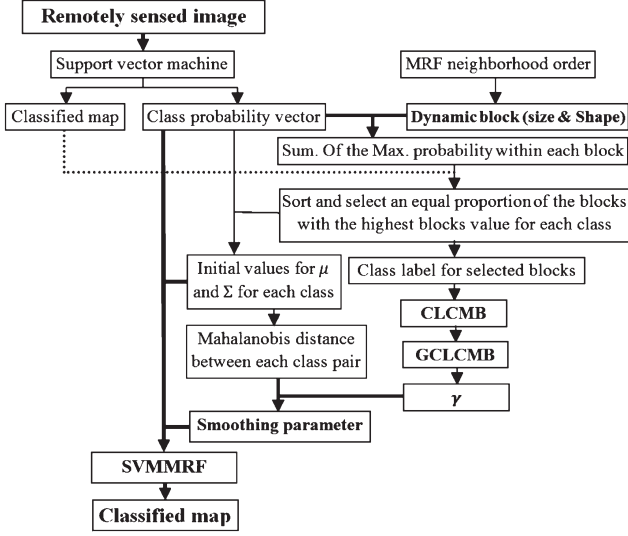 Remotely sensed image
Support vector machine
MRF neighborhood order
Classified map
Class probability vector
Dynamic block (size & Shape)
Sum. Of the Max. probability within each block
Sort and select an equal proportion of the blocks
with the highest blocks value for each class
Initial values for μ
and Σ for each class
Class label for selected blocks
CLCMB
Mahalanobis distance
between each class pair
GCLCMB
γ
Smoothing parameter
SVMMRF
Classified map